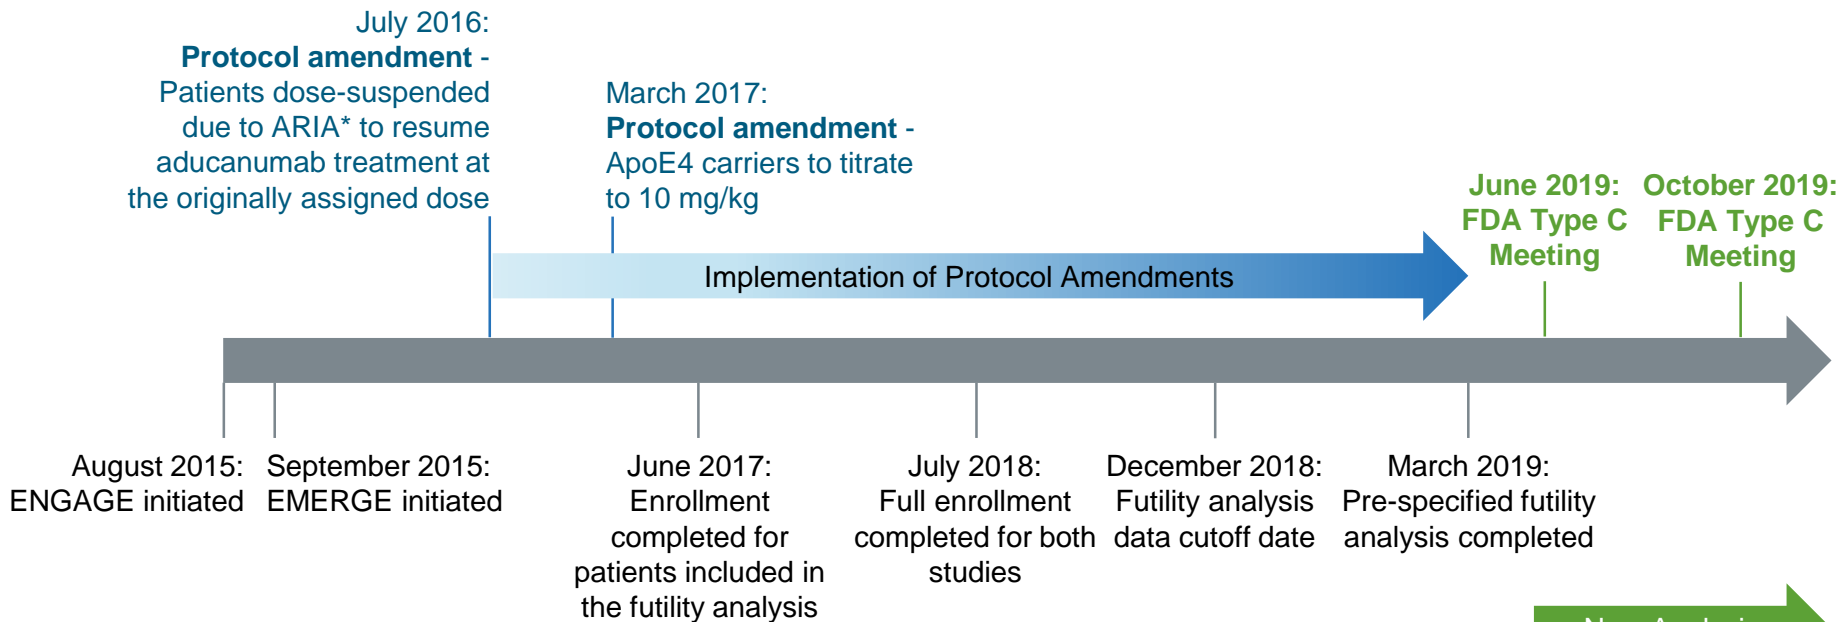 July 2016:
Protocol amendment -
Patients dose-suspended
due to ARIA* to resume
aducanumab treatment at
the originally assigned dose
March 2017:
Protocol amendment -
ApoE4 carriers to titrate
to 10 mg/kg
June 2019:
FDA Type C
Meeting
October 2019:
FDA Type C
Meeting
Implementation of Protocol Amendments
August 2015:
ENGAGE initiated
September 2015:
EMERGE initiated
June 2017:
Enrollment
completed for
patients included in
the futility analysis
July 2018:
Full enrollment
completed for both
studies
December 2018:
Futility analysis
data cutoff date
March 2019:
Pre-specified futility
analysis completed